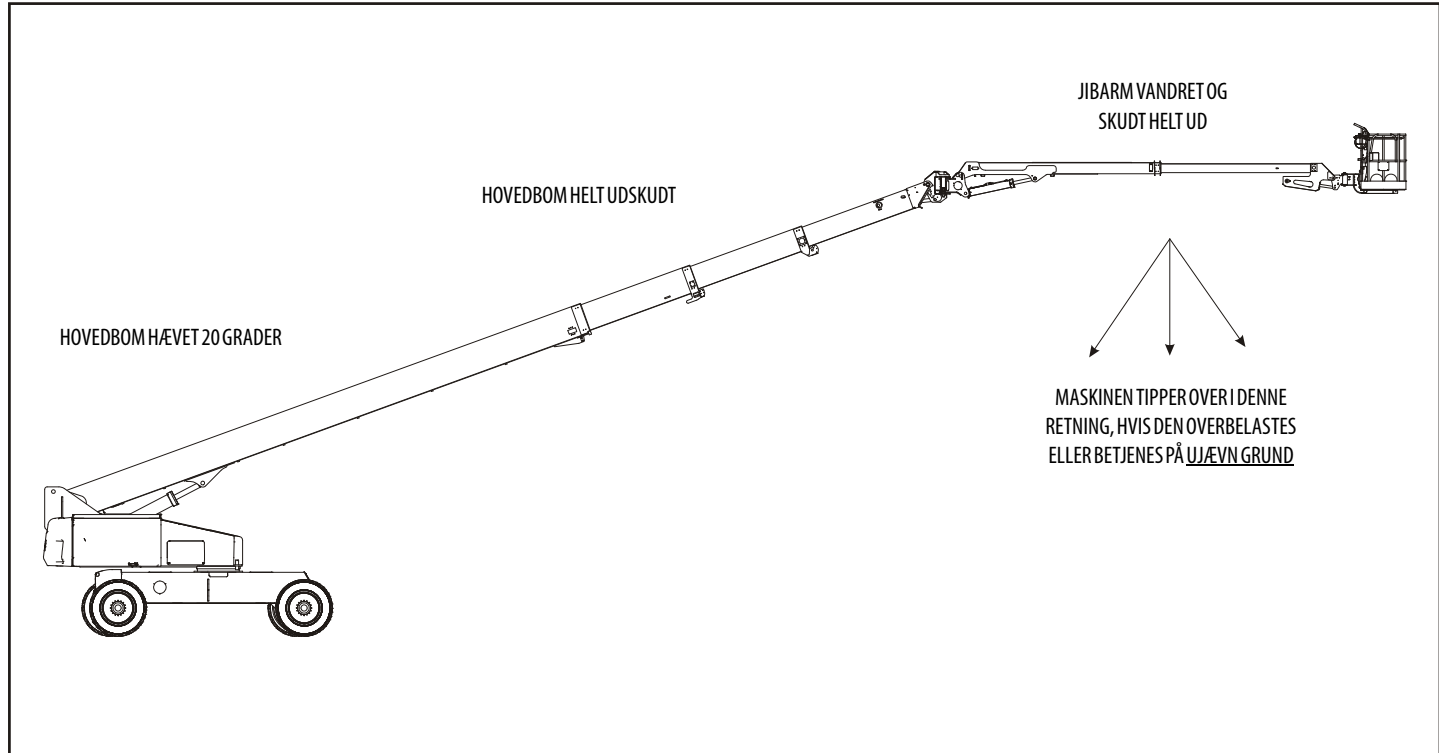 JIBARM VANDRET OG
SKUDT HELT UD
HOVEDBOM HELT UDSKUDT
HOVEDBOM HÆVET 20 GRADER
MASKINEN TIPPER OVER I DENNE
RETNING, HVIS DEN OVERBELASTES
ELLER BETJENES PÅ UJÆVN GRUND